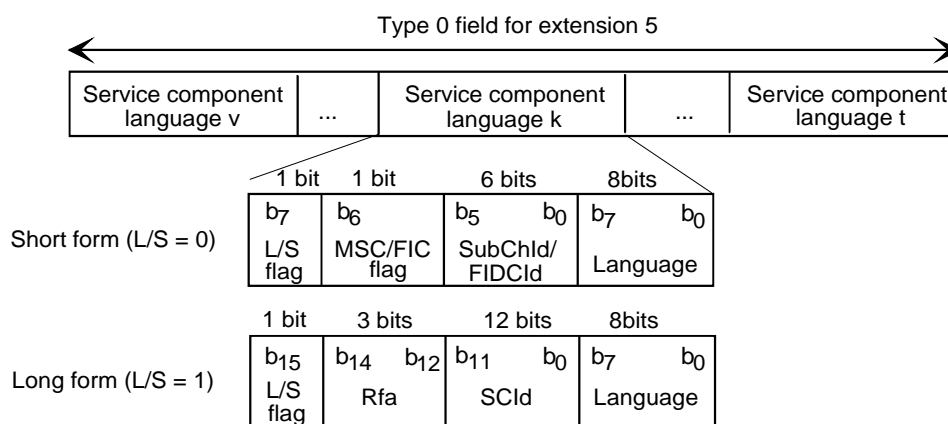 Type 0 field for extension 5
Service component language v ... Service component language k ... Service component language t
1 bit 1 bit 6 bits 8bits
Short form (L/S = 0)
b7 b6 b5 b0 b7 b0
L/S flag MSC/FIC flag SubChId/ FIDCId Language
1 bit 3 bits 12 bits 8bits
Long form (L/S = 1)
b15 b14 b12 b11 b0 b7 b0
L/S flag Rfa SCId Language